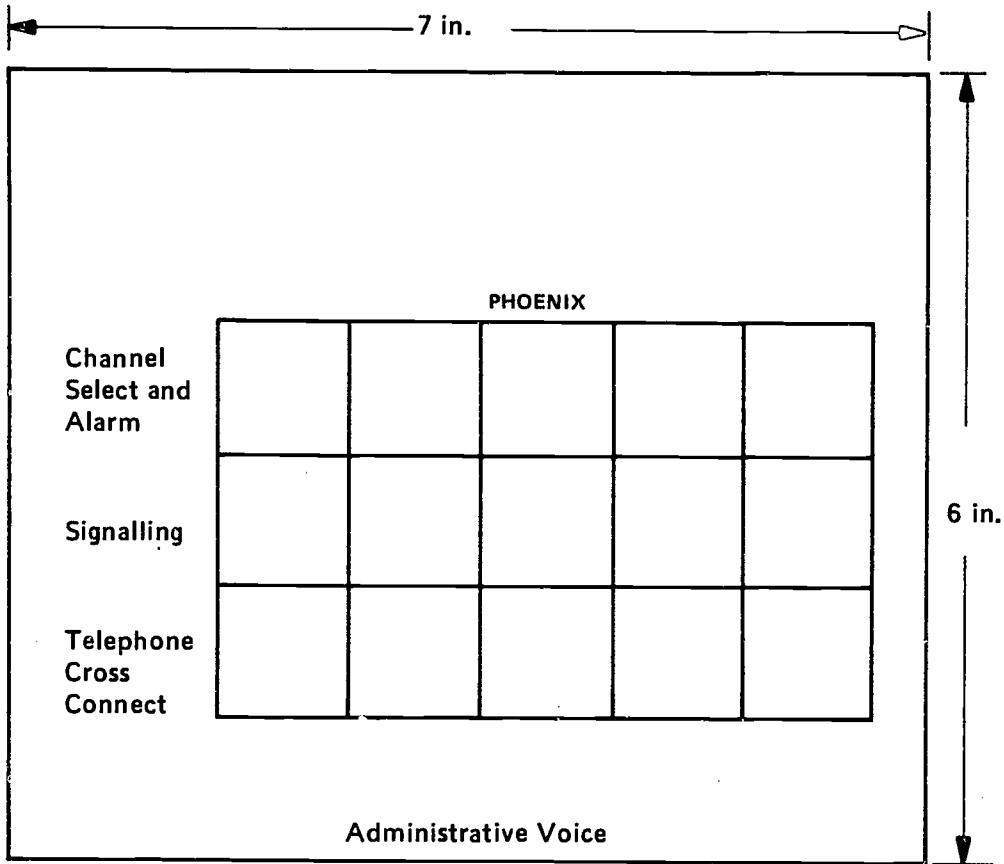 7 in.
PHOENIX
Channel
Select and
Alarm
Signalling
6 in.
Telephone
Cross
Connect
Administrative Voice